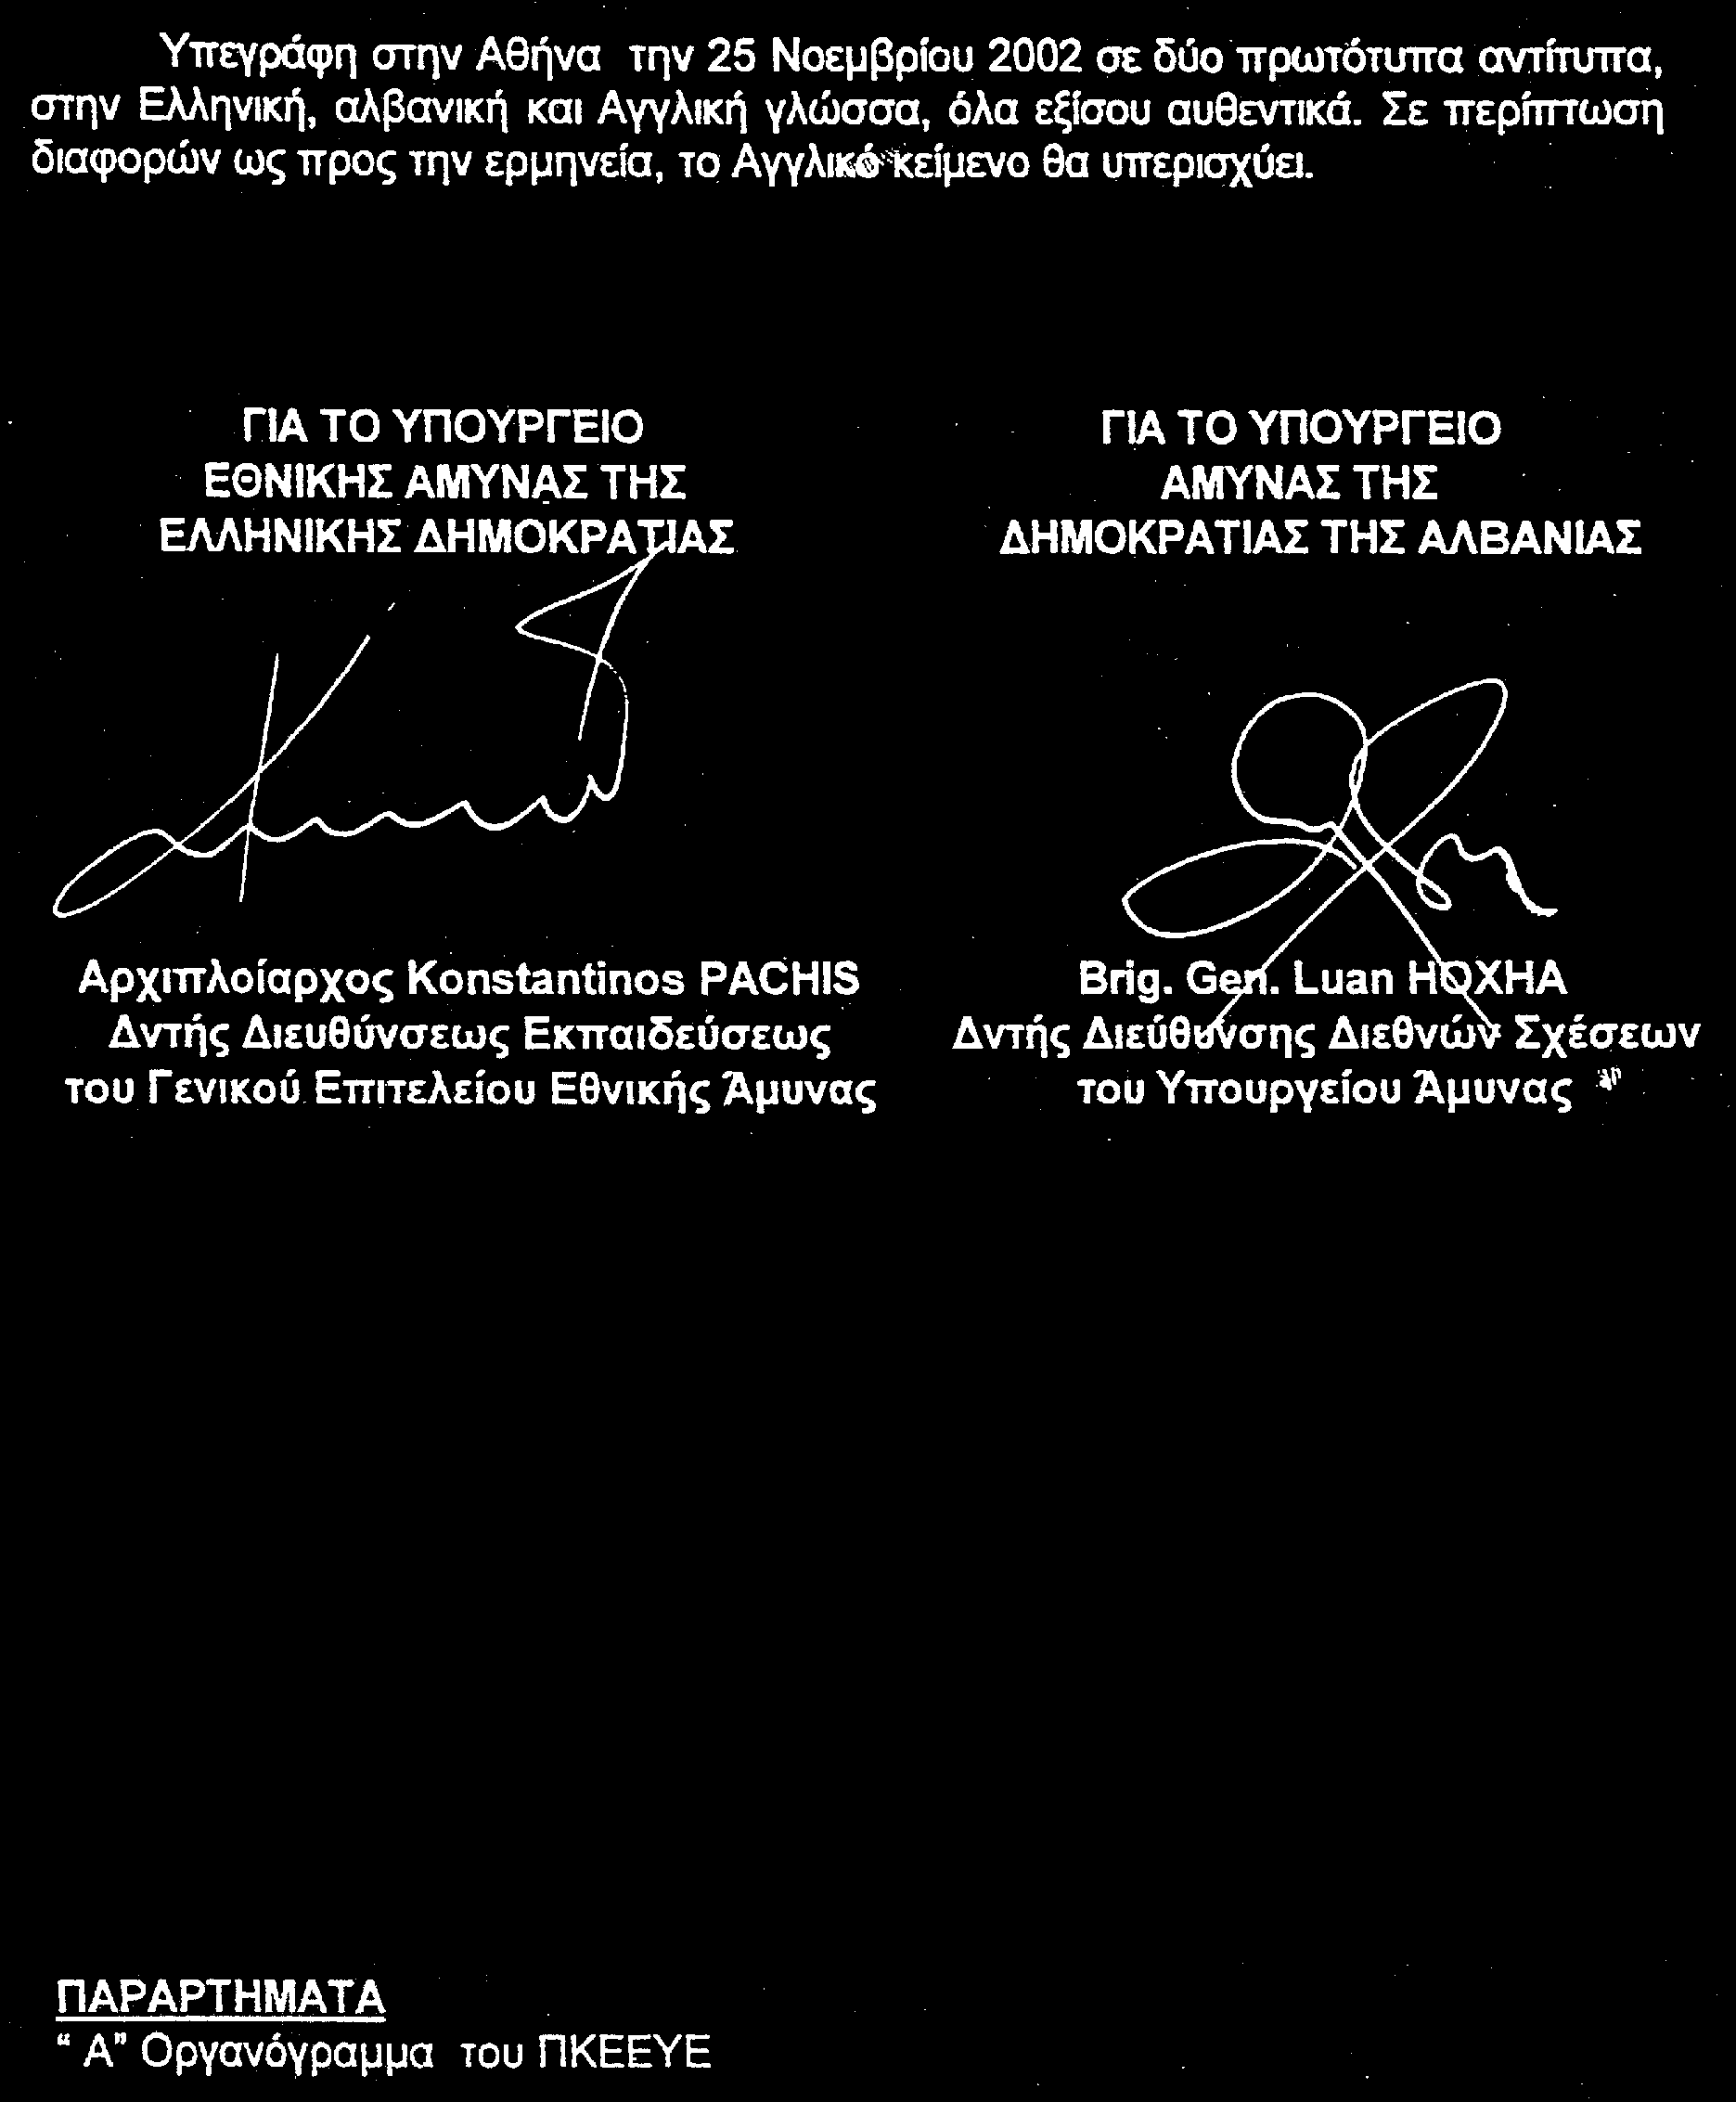 Υπεγράφη στην Αθήνα την 25 Νοεμβρίου 2002 σε δύο πρωτότυπα αντίτυπα,
στην Ελληνική, αλβανική και Αγγλική γλώσσα, όλα εξίσου αυθεντικά. Σε περίπτωση
διαφορών ως προς την ερμηνεία, το Αγγλικό κείμενο θα υπερισχύει.
ΓΙΑ ΤΟ ΥΠΟΥΡΓΕΙΟ
ΕΘΝΙΚΗΣ ΑΜΥΝΑΣ ΤΗΣ
ΕΛΛΗΝΙΚΗΣ ΔΗΜΟΚΡΑΤΙΑΣ
ΓΙΑ ΤΟ ΥΠΟΥΡΓΕΙΟ
ΑΜΥΝΑΣ ΤΗΣ
ΔΗΜΟΚΡΑΤΙΑΣ ΤΗΣ ΑΛΒΑΝΙΑΣ
Αρχιπλοίαρχος Konstantinos PACHIS
Δντής Διευθύνσεως Εκπαιδεύσεως
του Γενικού Επιτελείου Εθνικής Άμυνας
Brig. Gen. Luan HOXHA
Δντής Διεύθυνσης Διεθνών Σχέσεων
του Υπουργείου Άμυνας
ΠΑΡΑΡΤΗΜΑΤΑ
“ Α” Οργανόγραμμα του ΠΚΕΕΥΕ